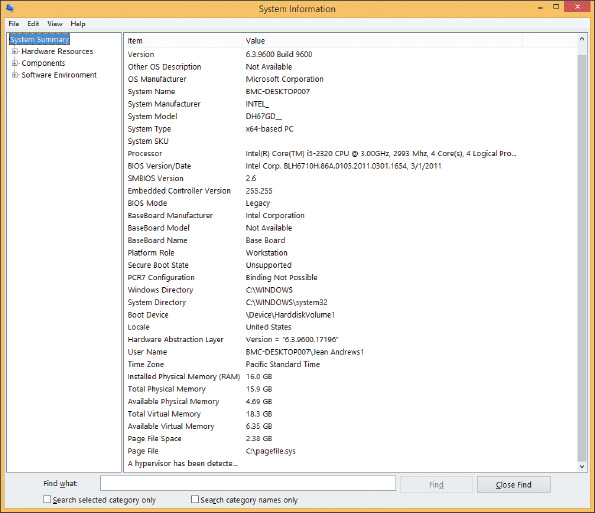 System Information
File Edit View Help
System Summary
Hardware Resources
Components
Software Environment
Item Value
Version 6.3.9600 Build 9600
Other OS Description Not Available
OS Manufacturer Microsoft Corporation
System Name BMC-DESKTOP007
System Manufacturer INTEL_
System Model DH67GD__
System Type x64-based PC
System SKU
Processor Intel(R) Core(TM) i5-2320 CPU @ 3.00GHz, 2993 Mhz, 4 Core(s), 4 Logical Pro...
BIOS Version/Date Intel Corp. BLH6710H.86A.0105.2011.0301.1654, 3/1/2011
SMBIOS Version 2.6
Embedded Controller Version 255.255
BIOS Mode Legacy
BaseBoard Manufacturer Intel Corporation
BaseBoard Model Not Available
BaseBoard Name Base Board
Platform Role Workstation
Secure Boot State Unsupported
PCR7 Configuration Binding Not Possible
Windows Directory C:\WINDOWS
System Directory C:\WINDOWS\system32
Boot Device \Device\HarddiskVolume1
Locale United States
Hardware Abstraction Layer Version = "6.3.9600.17196"
User Name BMC-DESKTOP007\Jean Andrews1
Time Zone Pacific Standard Time
Installed Physical Memory (RAM) 16.0 GB
Total Physical Memory 15.9 GB
Available Physical Memory 4.69 GB
Total Virtual Memory 18.3 GB
Available Virtual Memory 6.35 GB
Page File Space 2.38 GB
Page File C:\pagefile.sys
A hypervisor has been detecte...
Find what: Find Close Find
Search selected category only Search category names only